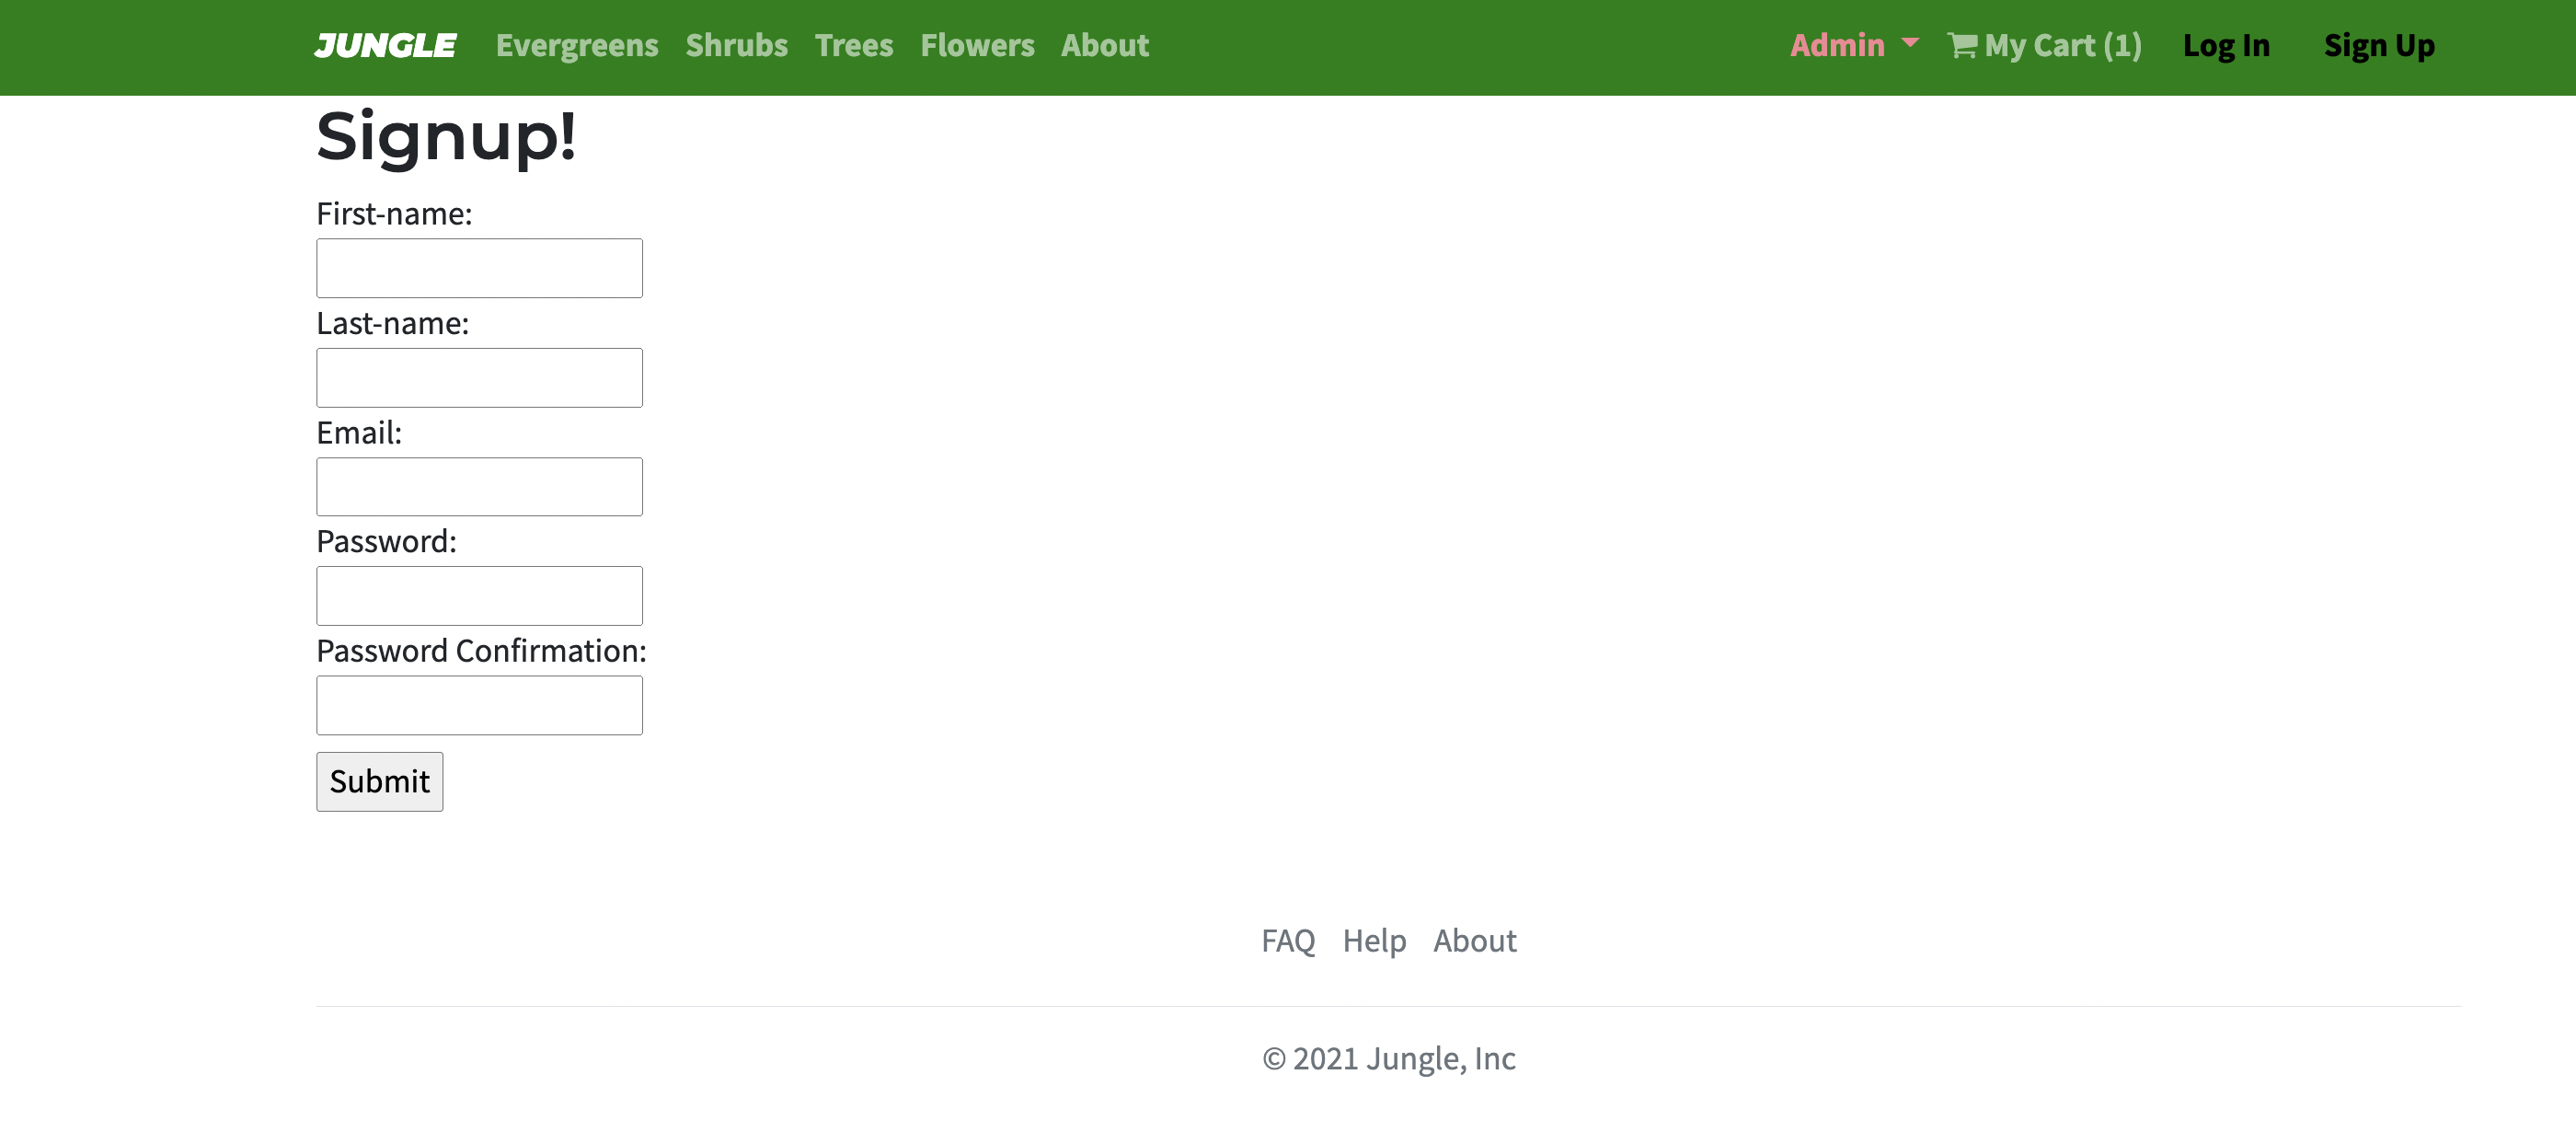 JUNGLE Evergreens Shrubs Trees Flowers About Admin My Cart (1) Log In Sign Up
Signup!
First-name:
Last-name:
Email:
Password:
Password Confirmation:
Submit
FAQ Help About
© 2021 Jungle, Inc